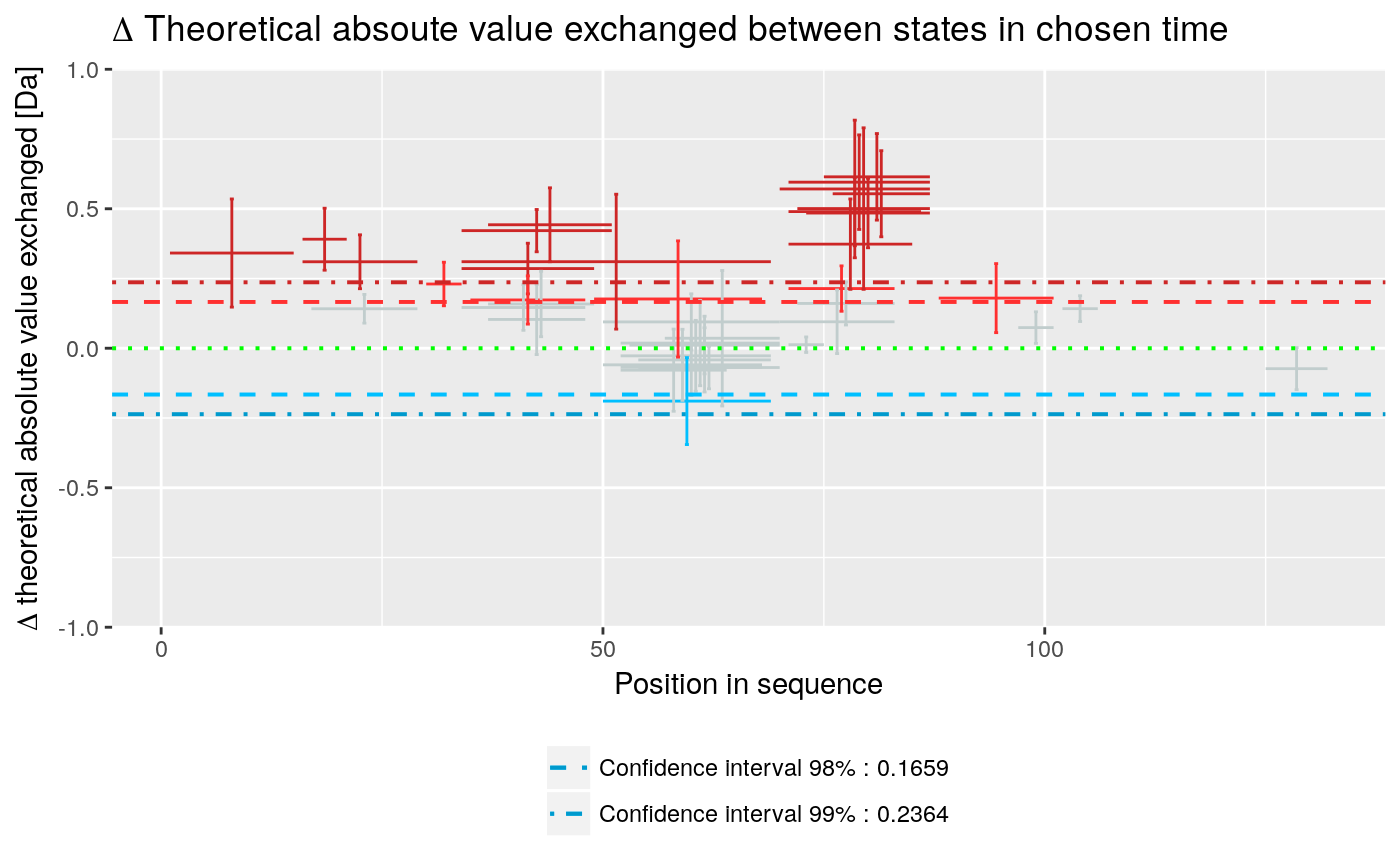 Δ Theoretical absoute value exchanged between states in chosen time
Δ theoretical absolute value exchanged [Da]
1.0
0.5
0.0
-0.5
-1.0
0
50
100
Position in sequence
Confidence interval 98% : 0.1659
Confidence interval 99% : 0.2364